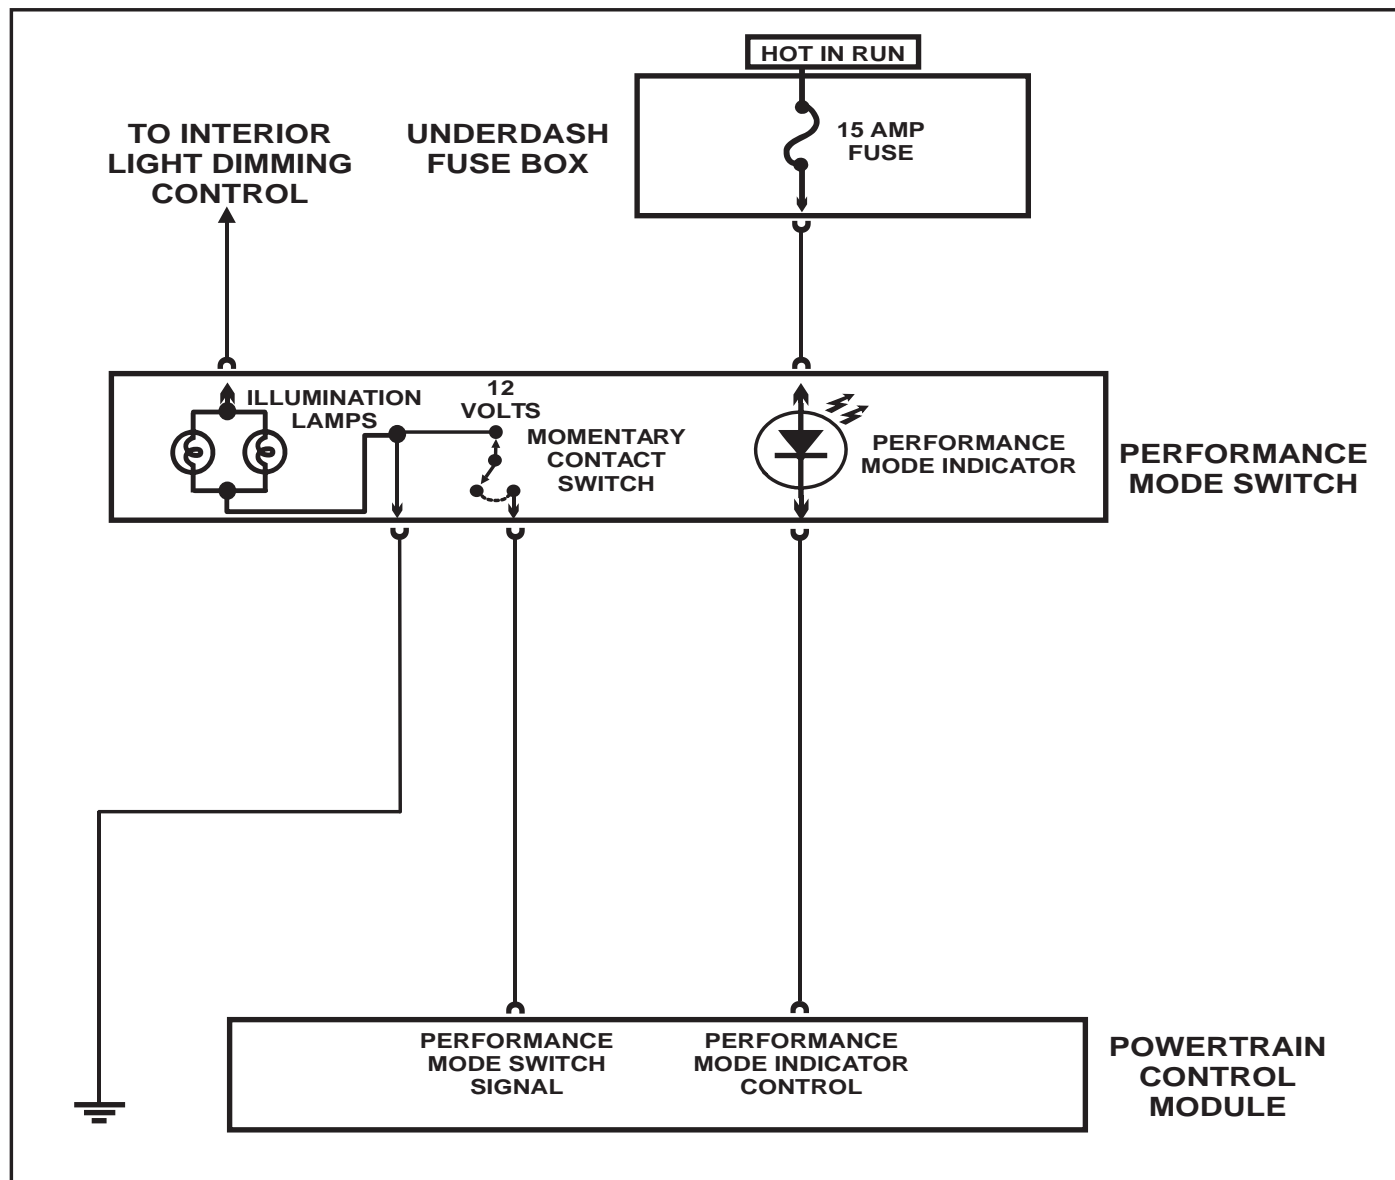 HOT IN RUN
TO INTERIOR
LIGHT DIMMING
CONTROL
UNDERDASH
FUSE BOX
15 AMP
FUSE
ILLUMINATION
LAMPS
12
VOLTS
MOMENTARY
CONTACT
SWITCH
PERFORMANCE
MODE INDICATOR
PERFORMANCE
MODE SWITCH
PERFORMANCE
MODE SWITCH
SIGNAL
PERFORMANCE
MODE INDICATOR
CONTROL
POWERTRAIN
CONTROL
MODULE